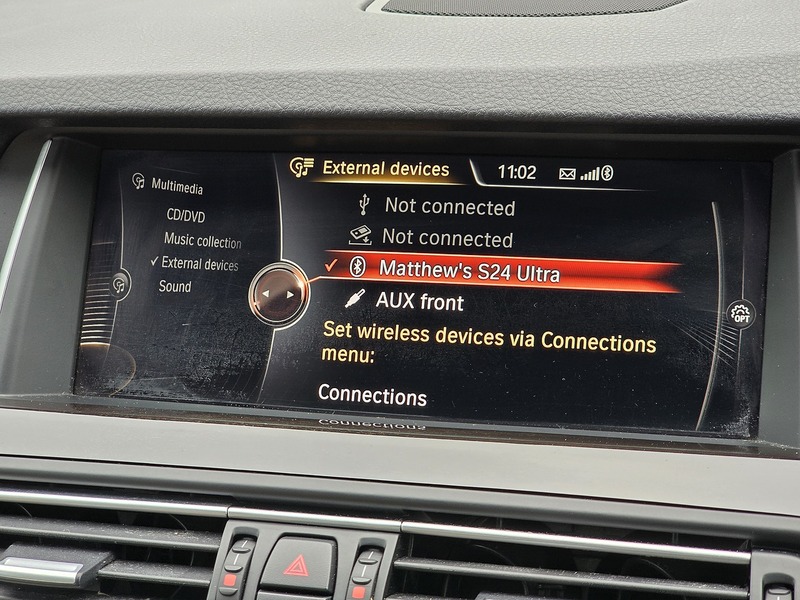 External devices
11:02
Multimedia
CD/DVD
Music collection
✓ External devices
Sound
Not connected
Not connected
✓ Matthew's S24 Ultra
AUX front
Set wireless devices via Connections
menu:
Connections
OPT